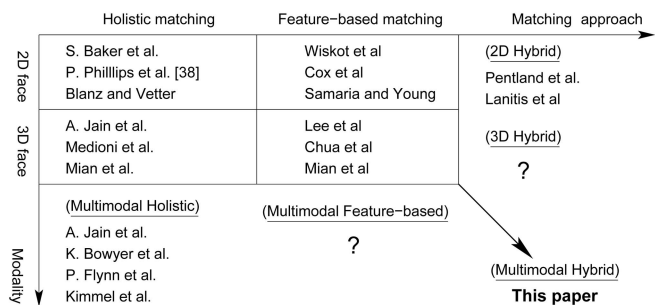 Holistic matching
Feature-based matching
Matching approach
2D face
S. Baker et al.
P. Philllips et al. [38]
Blanz and Vetter
Wiskot et al
Cox et al
Samaria and Young
(2D Hybrid)
Pentland et al.
Lanitis et al
3D face
A. Jain et al.
Medioni et al.
Mian et al.
Lee et al
Chua et al
Mian et al
(3D Hybrid)
?
Modality
(Multimodal Holistic)
A. Jain et al.
K. Bowyer et al.
P. Flynn et al.
Kimmel et al.
(Multimodal Feature-based)
?
(Multimodal Hybrid)
This paper